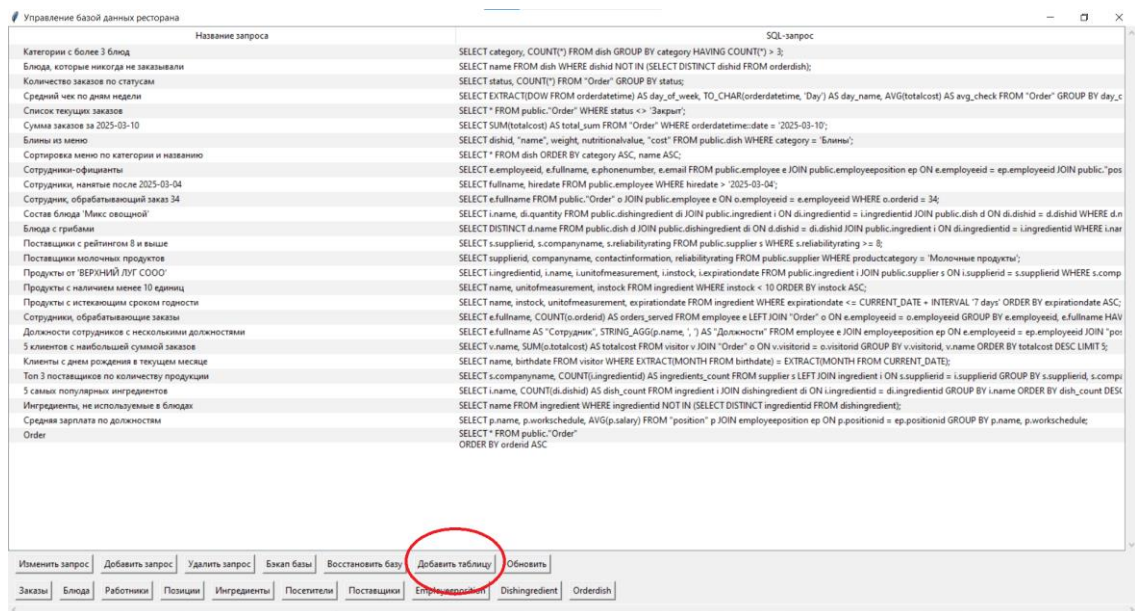 Управление базой данных ресторана
Название запроса SQL-запрос
Категории с более 3 блюд SELECT category, COUNT(*) FROM dish GROUP BY category HAVING COUNT(*) > 3;
Блюда, которые никогда не заказывали SELECT name FROM dish WHERE dishid NOT IN (SELECT DISTINCT dishid FROM orderdish);
Количество заказов по статусам SELECT status, COUNT(*) FROM "Order" GROUP BY status;
Средний чек по дням недели SELECT EXTRACT(DOW FROM orderdatetime) AS day_of_week, TO_CHAR(orderdatetime, 'Day') AS day_name, AVG(totalcost) AS avg_check FROM "Order" GROUP BY day_c
Список текущих заказов SELECT * FROM public."Order" WHERE status <> 'Закрыт';
Сумма заказов за 2025-03-10 SELECT SUM(totalcost) AS total_sum FROM "Order" WHERE orderdatetime::date = '2025-03-10';
Блины из меню SELECT dishid, "name", weight, nutritionalvalue, "cost" FROM public.dish WHERE category = 'Блины';
Сортировка меню по категории и названию SELECT * FROM dish ORDER BY category ASC, name ASC;
Сотрудники-официанты SELECT e.employeeid, e.fullname, e.phonenumber, e.email FROM public.employee e JOIN public.employeeposition ep ON e.employeeid = ep.employeeid JOIN public."pos
Сотрудники, нанятые после 2025-03-04 SELECT fullname, hiredate FROM public.employee WHERE hiredate > '2025-03-04';
Сотрудник, обрабатывающий заказ 34 SELECT e.fullname FROM public."Order" o JOIN public.employee e ON o.employeeid = e.employeeid WHERE o.orderid = 34;
Состав блюда 'Микс овощной' SELECT i.name, di.quantity FROM public.dishingredient di JOIN public.ingredient i ON di.ingredientid = i.ingredientid JOIN public.dish d ON di.dishid = d.dishid WHERE d.n
Блюда с грибами SELECT DISTINCT d.name FROM public.dish d JOIN public.dishingredient di ON d.dishid = di.dishid JOIN public.ingredient i ON di.ingredientid = i.ingredientid WHERE i.nar
Поставщики с рейтингом 8 и выше SELECT s.supplierid, s.companyname, s.reliabilityrating FROM public.supplier s WHERE s.reliabilityrating >= 8;
Поставщики молочных продуктов SELECT supplierid, companyname, contactinformation, reliabilityrating FROM public.supplier WHERE productcategory = 'Молочные продукты';
Продукты от 'ВЕРХНИЙ ЛУГ СООО' SELECT i.ingredientid, i.name, i.unitofmeasurement, i.instock, i.expirationdate FROM public.ingredient i JOIN public.supplier s ON i.supplierid = s.supplierid WHERE s.comp
Продукты с наличием менее 10 единиц SELECT name, unitofmeasurement, instock FROM ingredient WHERE instock < 10 ORDER BY instock ASC;
Продукты с истекающим сроком годности SELECT name, instock, unitofmeasurement, expirationdate FROM ingredient WHERE expirationdate <= CURRENT_DATE + INTERVAL '7 days' ORDER BY expirationdate ASC;
Сотрудники, обрабатывающие заказы SELECT e.fullname, COUNT(o.orderid) AS orders_served FROM employee e LEFT JOIN "Order" o ON e.employeeid = o.employeeid GROUP BY e.employeeid, e.fullname HAV
Должности сотрудников с несколькими должностями SELECT e.fullname AS "Сотрудник", STRING_AGG(p.name, ', ') AS "Должности" FROM employee e JOIN employeeposition ep ON e.employeeid = ep.employeeid JOIN "pos
5 клиентов с наибольшей суммой заказов SELECT v.name, SUM(o.totalcost) AS totalcost FROM visitor v JOIN "Order" o ON v.visitorid = o.visitorid GROUP BY v.visitorid, v.name ORDER BY totalcost DESC LIMIT 5;
Клиенты с днем рождения в текущем месяце SELECT name, birthdate FROM visitor WHERE EXTRACT(MONTH FROM birthdate) = EXTRACT(MONTH FROM CURRENT_DATE);
Топ 3 поставщиков по количеству продукции SELECT s.companyname, COUNT(i.ingredientid) AS ingredients_count FROM supplier s LEFT JOIN ingredient i ON s.supplierid = i.supplierid GROUP BY s.supplierid, s.compa
5 самых популярных ингредиентов SELECT i.name, COUNT(di.dishid) AS dish_count FROM ingredient i JOIN dishingredient di ON i.ingredientid = di.ingredientid GROUP BY i.name ORDER BY dish_count DESC
Ингредиенты, не используемые в блюдах SELECT name FROM ingredient WHERE ingredientid NOT IN (SELECT DISTINCT ingredientid FROM dishingredient);
Средняя зарплата по должностям SELECT p.name, p.workschedule, AVG(p.salary) FROM "position" p JOIN employeeposition ep ON p.positionid = ep.positionid GROUP BY p.name, p.workschedule;
Order SELECT * FROM public."Order"
ORDER BY orderid ASC
Изменить запрос Добавить запрос Удалить запрос Бэкап базы Восстановить базу Добавить таблицу Обновить
Заказы Блюда Работники Позиции Ингредиенты Посетители Поставщики Employeeposition Dishingredient Orderdish